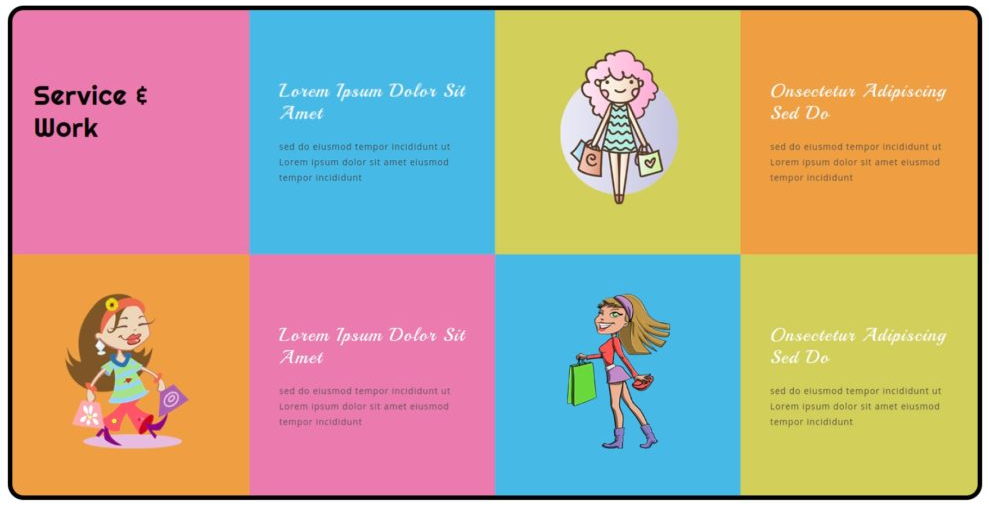 Service &
Work
Lorem Ipsum Dolor Sit
Amet
sed do eiusmod tempor incididunt ut
Lorem ipsum dolor sit amet eiusmod
tempor incididunt
Onsectetur Adipiscing
Sed Do
sed do eiusmod tempor incididunt ut
Lorem ipsum dolor sit amet eiusmod
tempor incididunt
Lorem Ipsum Dolor Sit
Amet
sed do eiusmod tempor incididunt ut
Lorem ipsum dolor sit amet eiusmod
tempor incididunt
Onsectetur Adipiscing
Sed Do
sed do eiusmod tempor incididunt ut
Lorem ipsum dolor sit amet eiusmod
tempor incididunt